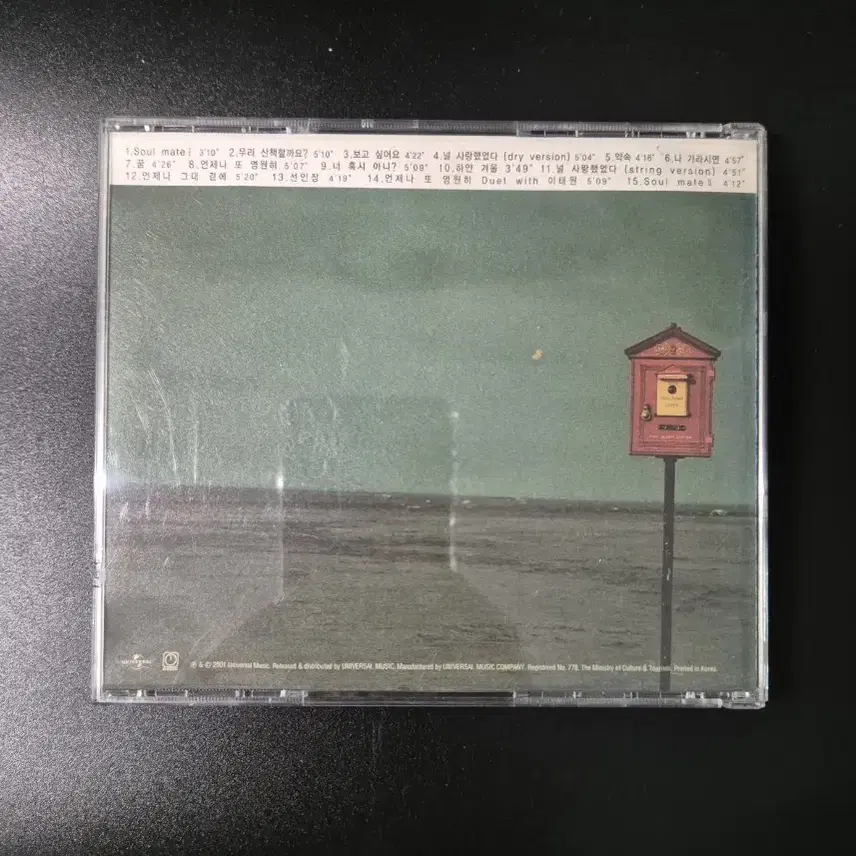 1.Soul mateⅠ 3'10" 2.우리 산책할까요? 5'10" 3.보고 싶어요 4'22" 4.널 사랑했었다 (dry version) 5'04" 5.약속 4'16" 6.나 가라시면 4'57"
7.꿈 4'26" 8.언제나 또 영원히 5'07" 9.너 혹시 아니? 5'09" 10.하얀 겨울 3'49" 11.널 사랑했었다 (string version) 4'51"
12.언제나 그대 곁에 5'20" 13.선인장 4'19" 14.언제나 또 영원히 Duet with 이태원 5'09" 15.Soul mateⅡ 4'12"
UNIVERSAL
℗ & © 2001 Universal Music. Released & distributed by UNIVERSAL MUSIC. Manufactured by UNIVERSAL MUSIC COMPANY. Registered No. 778. The Ministry of Culture & Tourism. Printed in Korea.